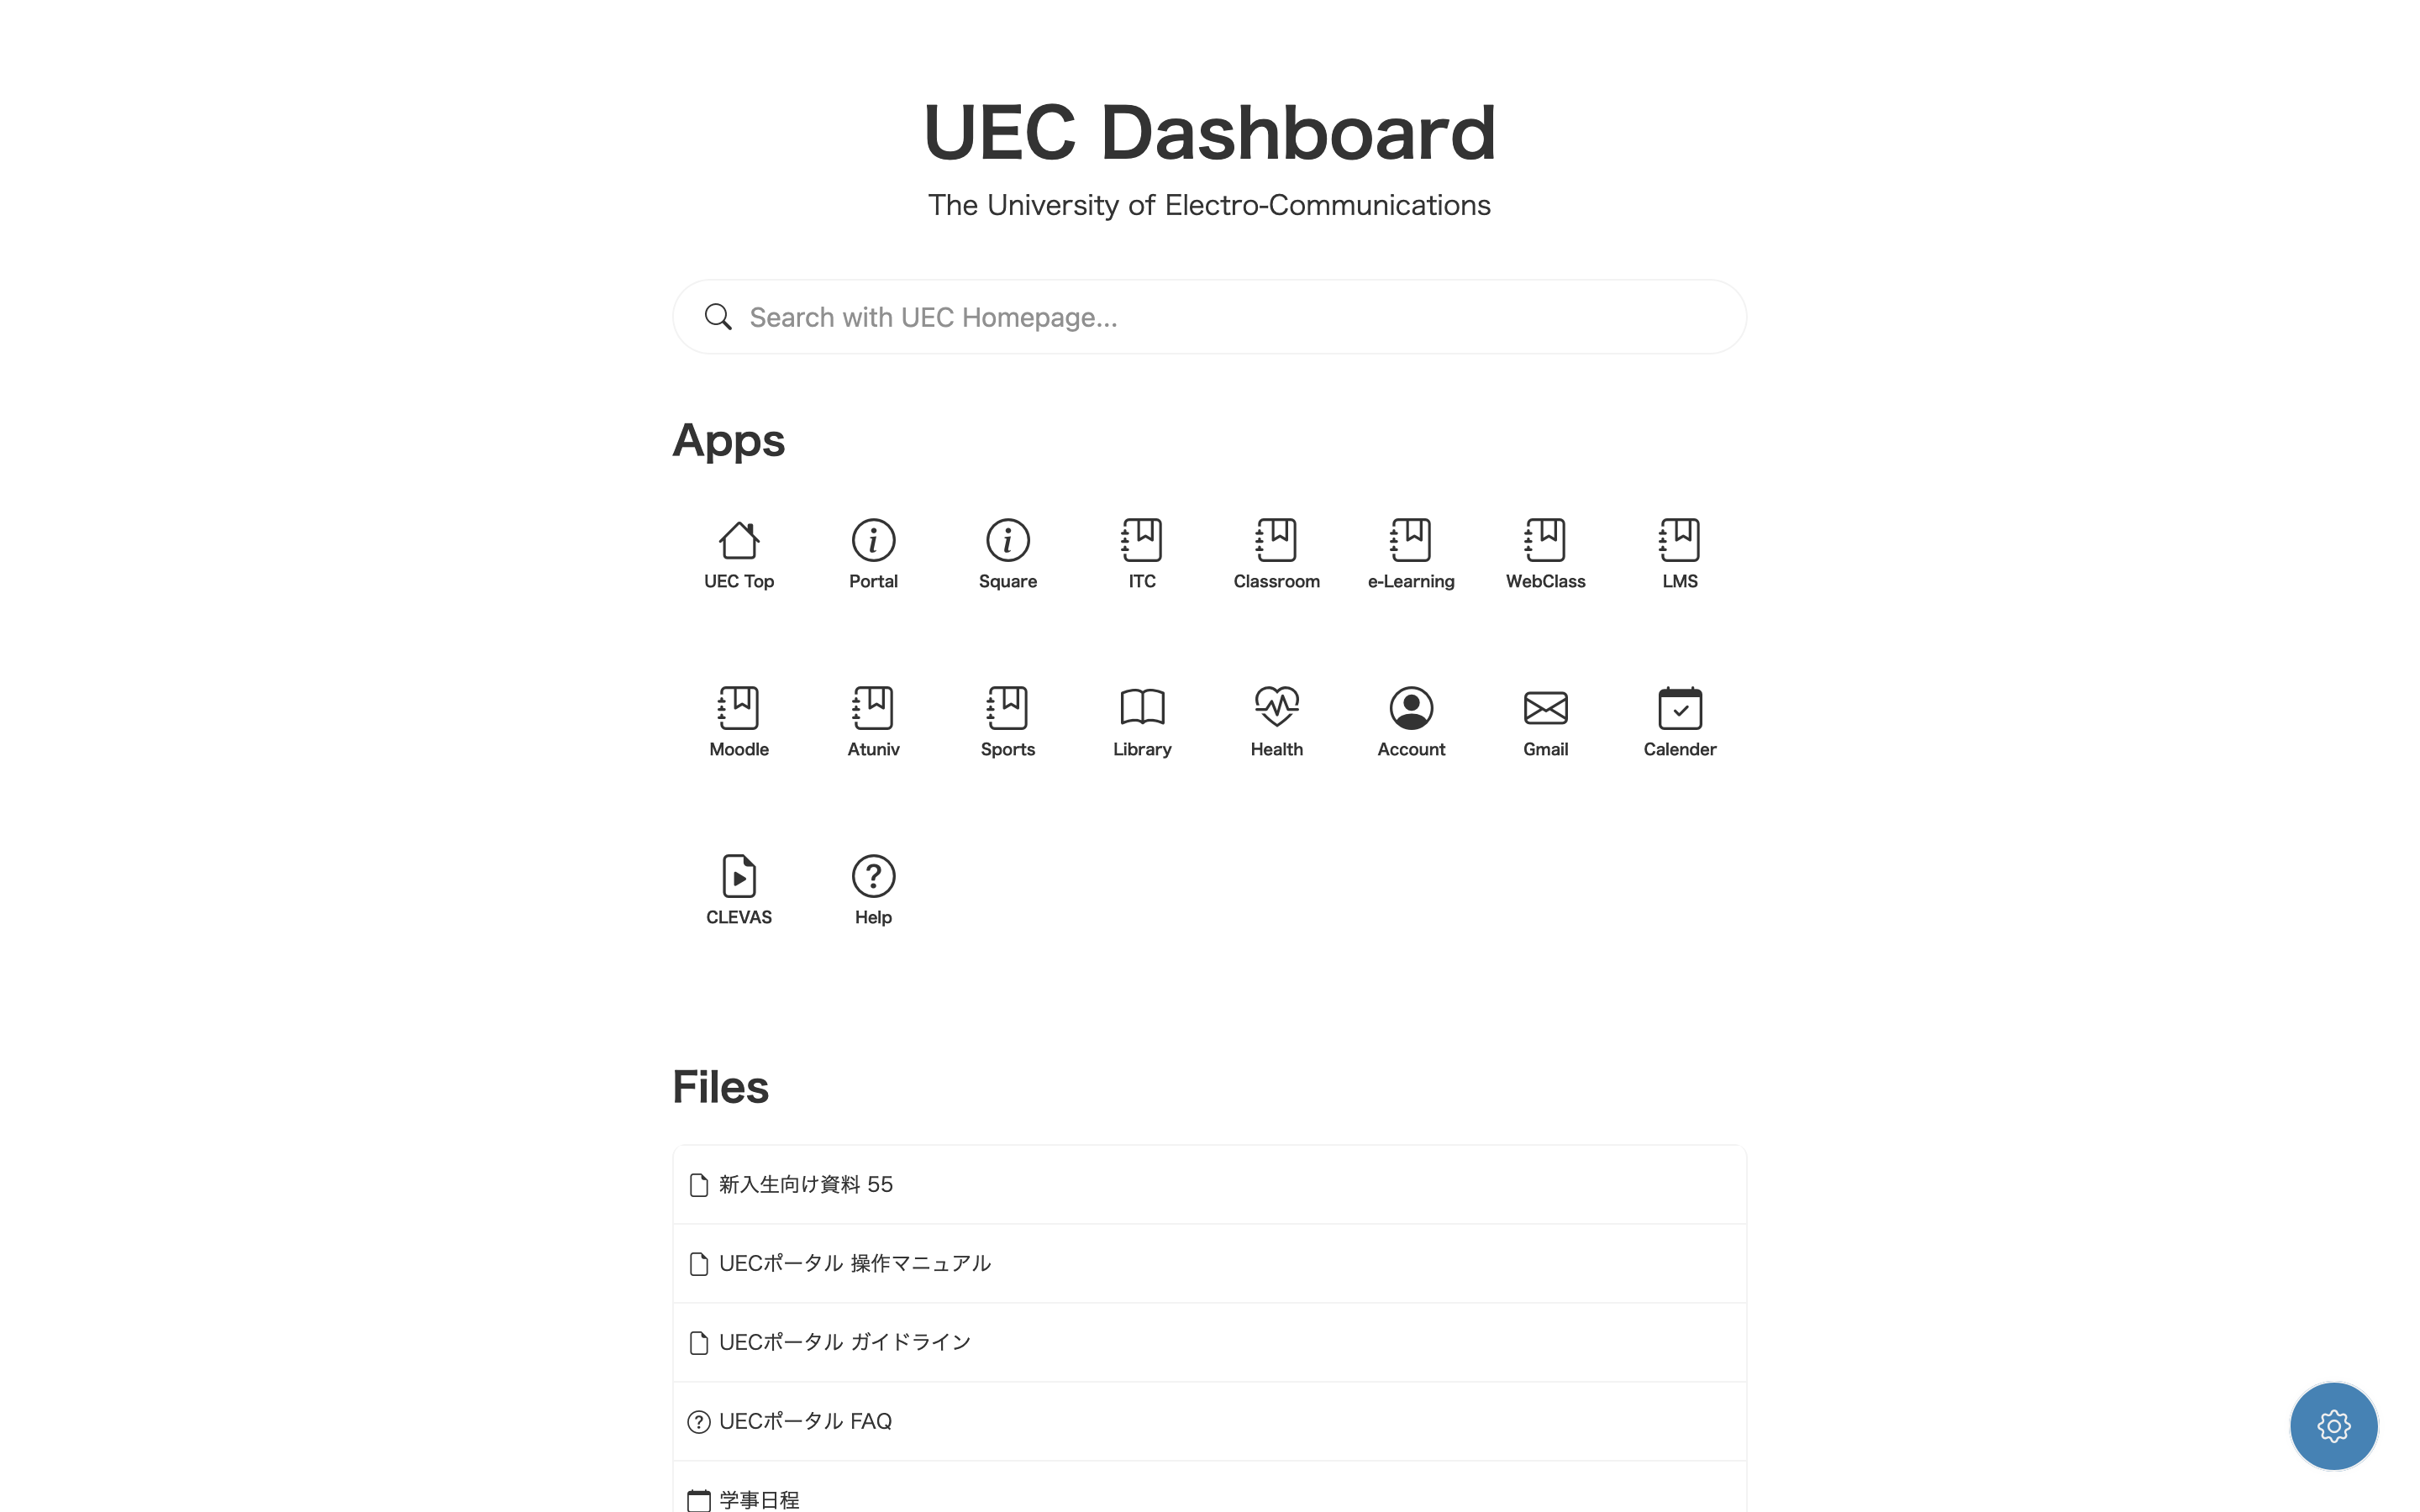 UEC Dashboard
The University of Electro-Communications
Search with UEC Homepage...
Apps
UEC Top
Portal
Square
ITC
Classroom
e-Learning
WebClass
LMS
Moodle
Atuniv
Sports
Library
Health
Account
Gmail
Calender
CLEVAS
Help
Files
新入生向け資料 55
UECポータル 操作マニュアル
UECポータル ガイドライン
UECポータル FAQ
学事日程